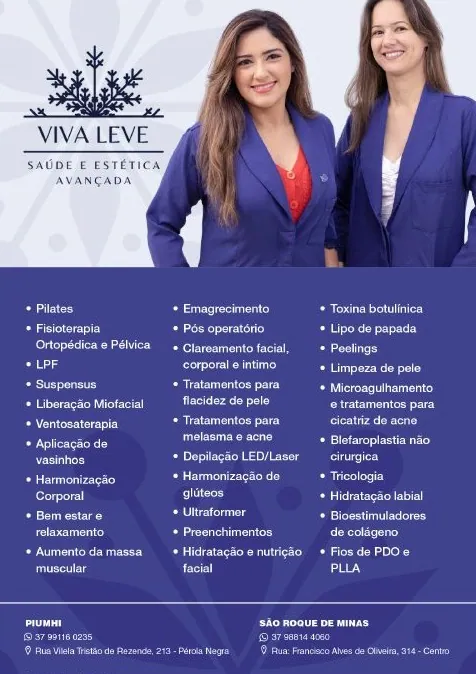 VIVA LEVE
SAÚDE E ESTÉTICA
AVANÇADA
• Pilates
• Fisioterapia
Ortopédica e Pélvica
• LPF
• Suspensus
• Liberação Miofacial
• Ventosaterapia
• Aplicação de
vasinhos
• Harmonização
Corporal
• Bem estar e
relaxamento
• Aumento da massa
muscular
• Emagrecimento
• Pós operatório
• Clareamento facial,
corporal e intimo
• Tratamentos para
flacidez de pele
• Tratamentos para
melasma e acne
• Depilação LED/Laser
• Harmonização de
glúteos
• Ultraformer
• Preenchimentos
• Hidratação e nutrição
facial
• Toxina botulínica
• Lipo de papada
• Peelings
• Limpeza de pele
• Microagulhamento
e tratamentos para
cicatriz de acne
• Blefaroplastia não
cirurgica
• Tricologia
• Hidratação labial
• Bioestimuladores
de colágeno
• Fios de PDO e
PLLA
PIUMHI
37 99116 0235
Rua Vilela Tristão de Rezende, 213 - Pérola Negra
SÃO ROQUE DE MINAS
37 98814 4060
Rua: Francisco Alves de Oliveira, 314 - Centro